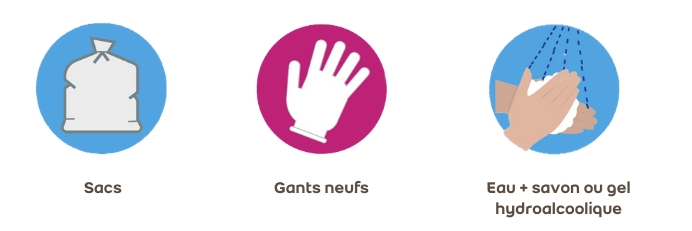 Sacs
Gants neufs
Eau + savon ou gel
hydroalcoolique